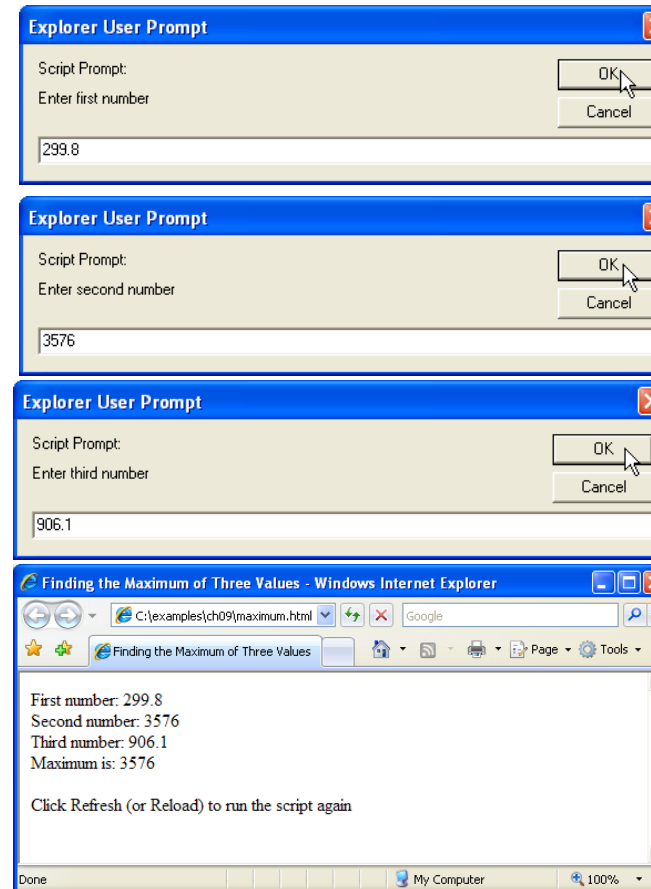 Explorer User Prompt
Script Prompt:
OK
Enter first number
Cancel
299.8
Explorer User Prompt
Script Prompt:
OK
Enter second number
Cancel
3576
Explorer User Prompt
Script Prompt:
OK
Enter third number
Cancel
906.1
Finding the Maximum of Three Values - Windows Internet Explorer
C:\examples\ch09\maximum.html Google
Finding the Maximum of Three Values Page Tools
First number: 299.8
Second number: 3576
Third number: 906.1
Maximum is: 3576
Click Refresh (or Reload) to run the script again
Done My Computer 100%